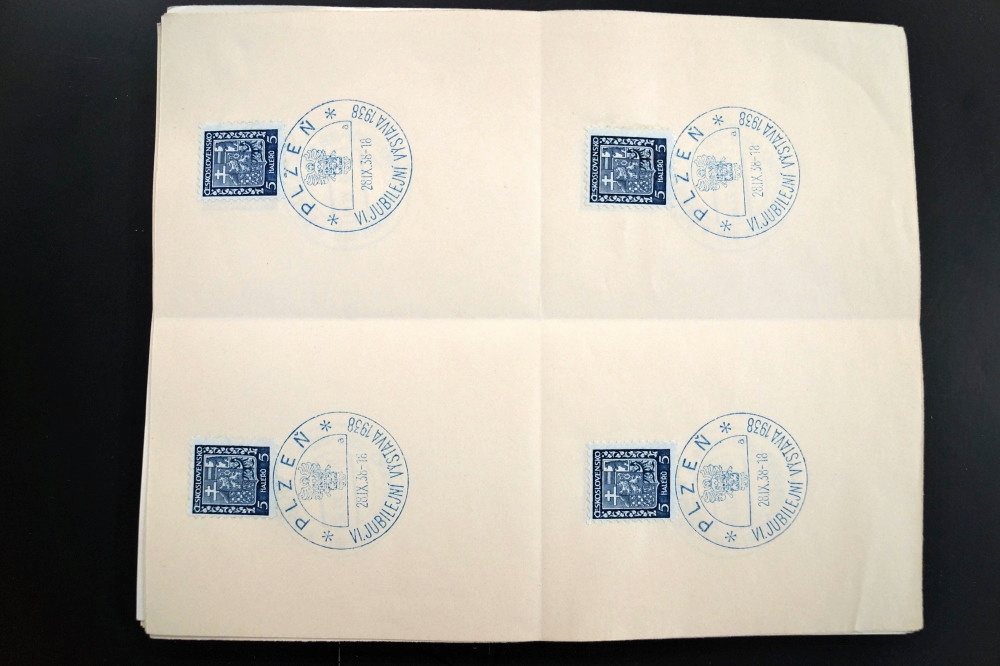 ČESKOSLOVENSKO
5 HALÉŘŮ 5
* PLZEŇ *
a
28.IX.38-18
VI. JUBILEJNÍ VÝSTAVA 1938
ČESKOSLOVENSKO
5 HALÉŘŮ 5
* PLZEŇ *
a
28.IX.38-18
VI. JUBILEJNÍ VÝSTAVA 1938
ČESKOSLOVENSKO
5 HALÉŘŮ 5
* PLZEŇ *
a
28.IX.38-18
VI. JUBILEJNÍ VÝSTAVA 1938
ČESKOSLOVENSKO
5 HALÉŘŮ 5
* PLZEŇ *
a
28.IX.38-18
VI. JUBILEJNÍ VÝSTAVA 1938